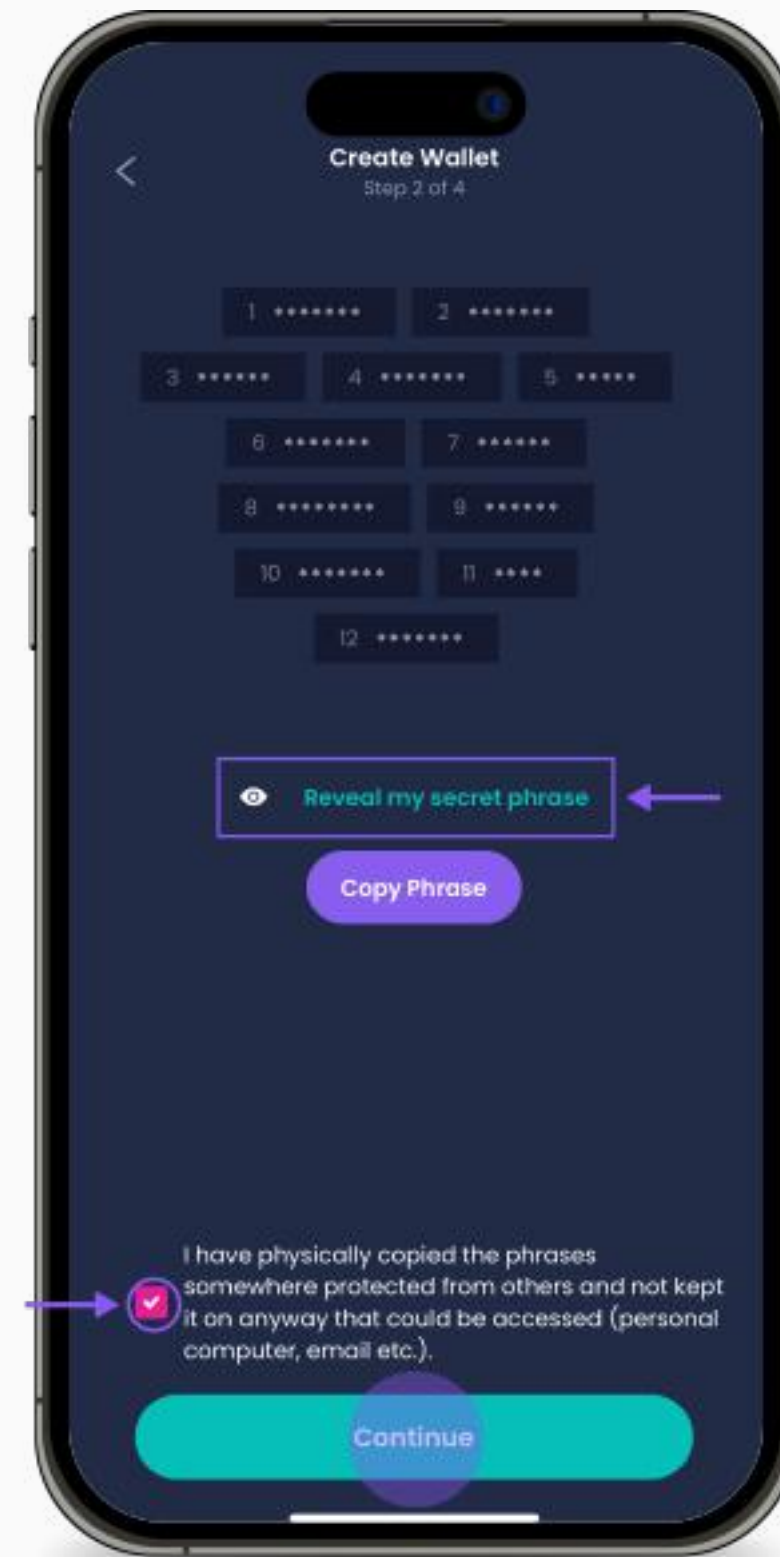 Create Wallet
Step 2 of 4
1 ******* 2 *******
3 ****** 4 ******* 5 *****
6 ******* 7 ******
8 ******** 9 ******
10 ******* 11 ****
12 *******
Reveal my secret phrase
Copy Phrase
I have physically copied the phrases
somewhere protected from others and not kept
it on anyway that could be accessed (personal
computer, email etc.).
Continue